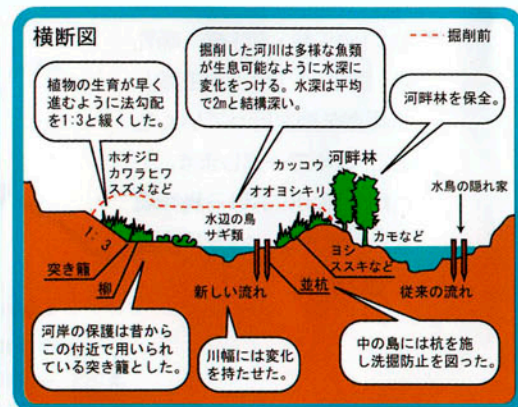 横断図
掘削前
植物の生育が早く
進むように法勾配
を1:3と緩くした。
掘削した河川は多様な魚類
が生息可能なように水深に
変化をつける。水深は平均
で2mと結構深い。
河畔林を保全。
ホオジロ
カワラヒワ
スズメなど
カッコウ
オオヨシキリ
河畔林
水鳥の隠れ家
水辺の鳥
サギ類
カモなど
1:3
突き籠
柳
新しい流れ
並杭
ヨシ
ススキなど
従来の流れ
河岸の保護は昔から
この付近で用いられ
ている突き籠とした。
川幅には変化
を持たせた。
中の島には杭を施
し洗掘防止を図った。